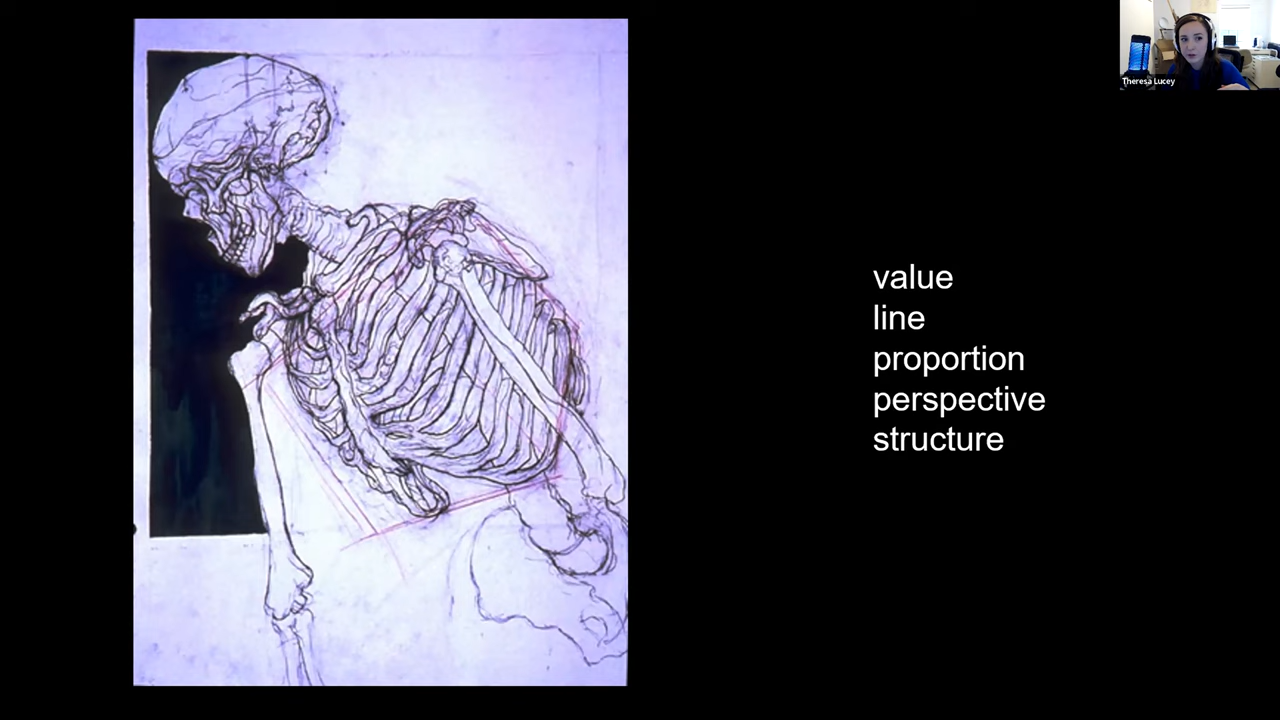 Theresa Lucey
value
line
proportion
perspective
structure